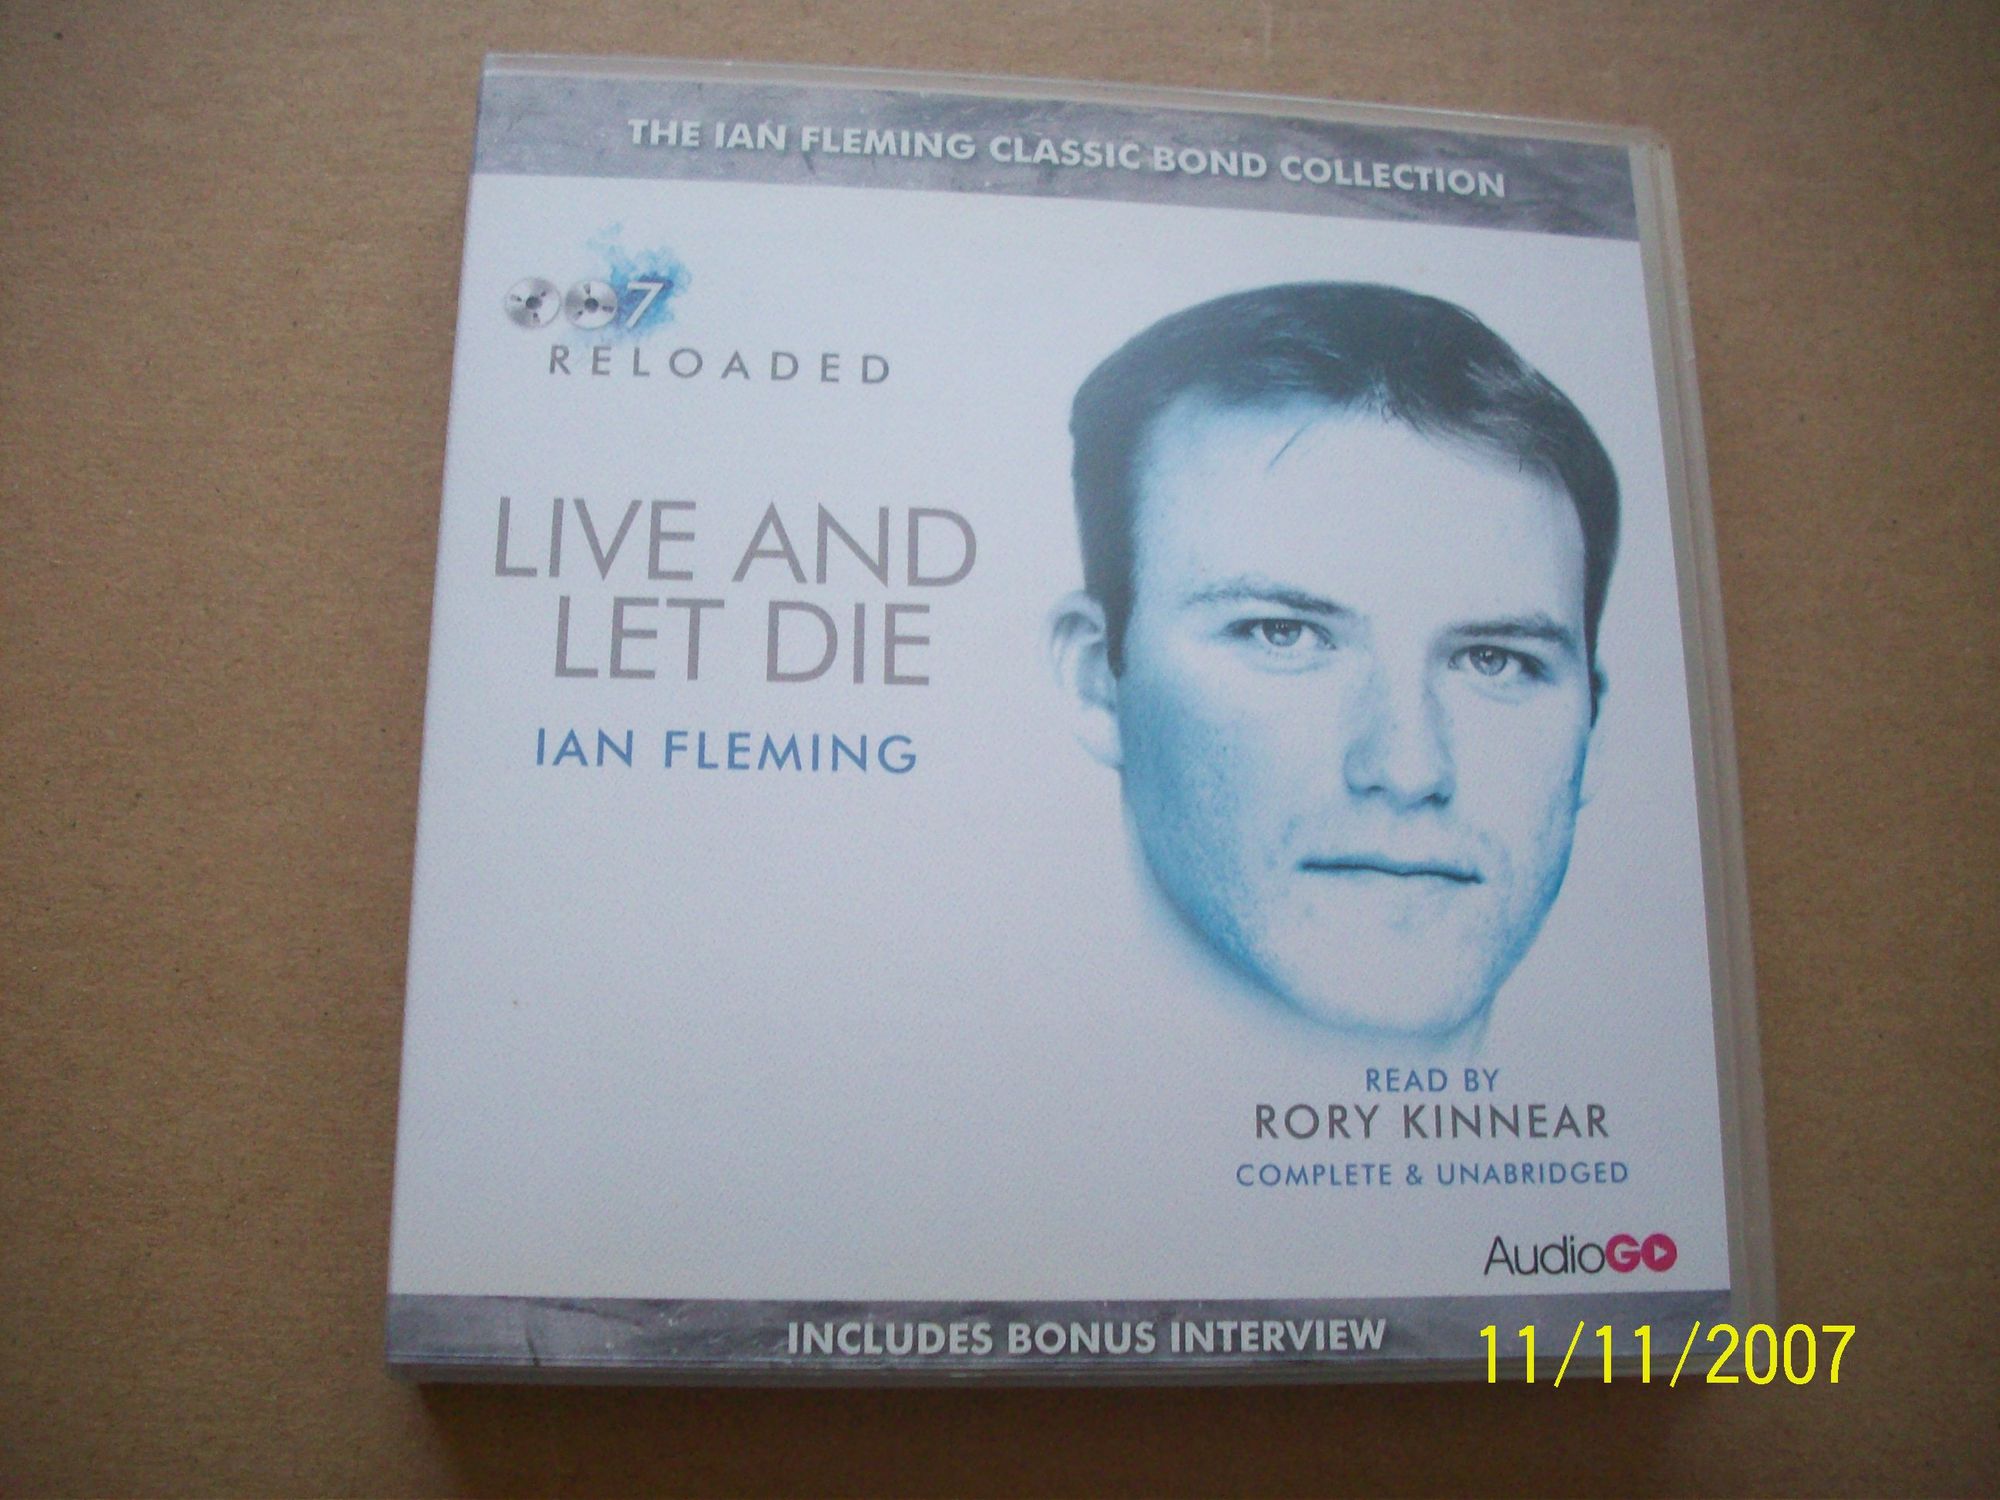 THE IAN FLEMING CLASSIC BOND COLLECTION
007
RELOADED
LIVE AND
LET DIE
IAN FLEMING
READ BY
RORY KINNEAR
COMPLETE & UNABRIDGED
AudioGO
INCLUDES BONUS INTERVIEW
11/11/2007